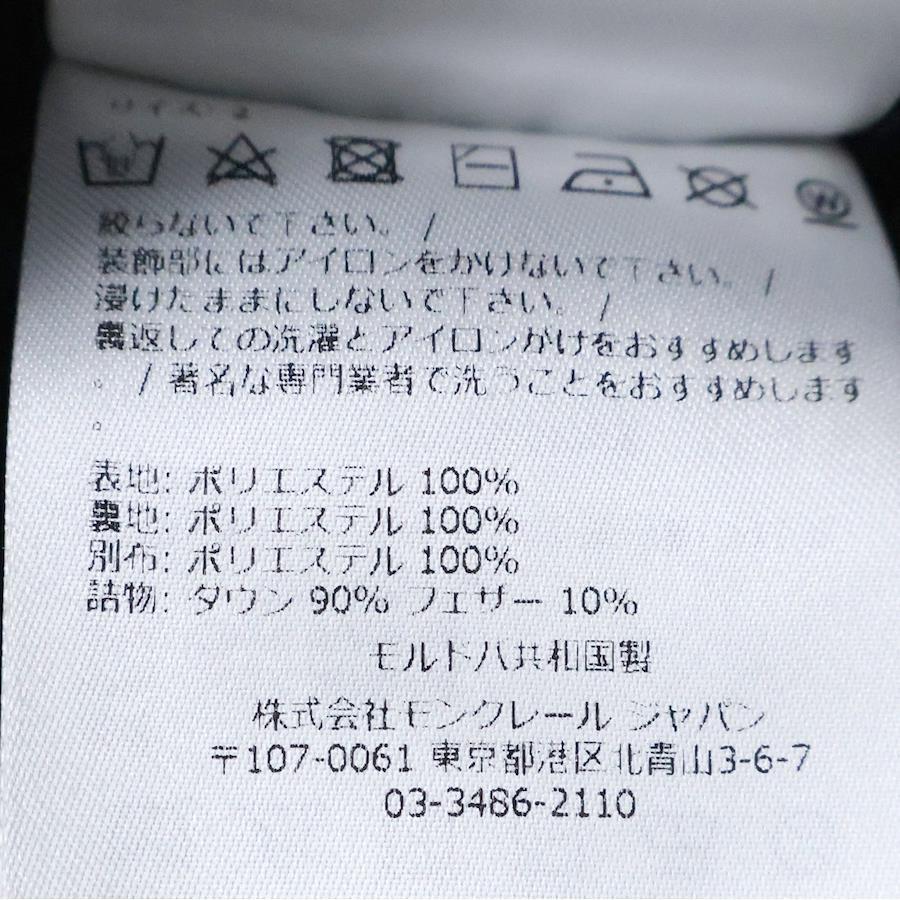 サイズ: 2
絞らないで下さい。 /
装飾部にはアイロンをかけないで下さい。 /
浸けたままにしないで下さい。 /
裏返しての洗濯とアイロンがけをおすすめします
。 / 著名な専門業者で洗うことをおすすめします
。
表地: ポリエステル 100%
裏地: ポリエステル 100%
別布: ポリエステル 100%
詰物: ダウン 90% フェザー 10%
モルドバ共和国製
株式会社モンクレール ジャパン
〒107-0061 東京都港区北青山3-6-7
03-3486-2110